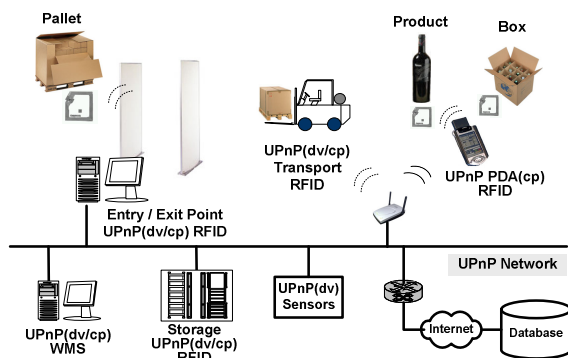 Pallet
Product
Box
UPnP(dv/cp)
Transport
RFID
UPnP PDA(cp)
RFID
Entry / Exit Point
UPnP(dv/cp) RFID
UPnP Network
UPnP(dv)
Sensors
UPnP(dv/cp)
WMS
Storage
UPnP(dv/cp)
RFID
Internet
Database